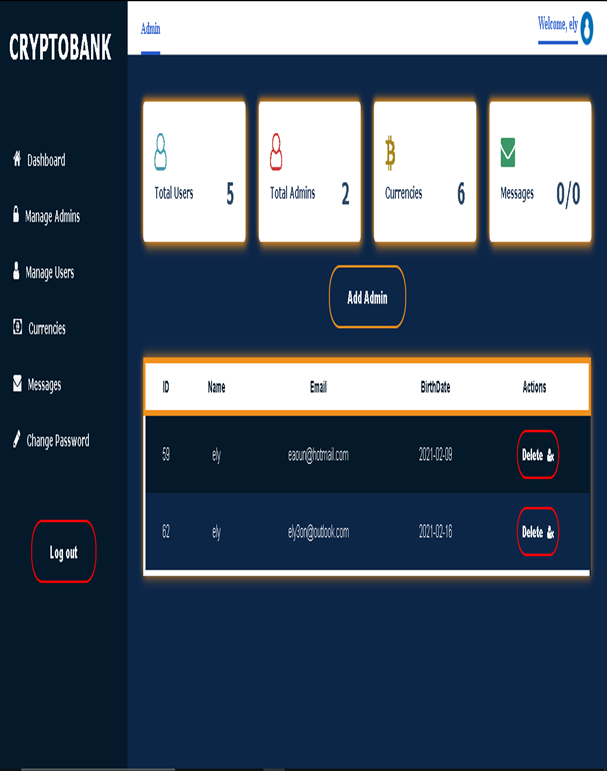 CRYPTOBANK
Admin
Welcome, ely
Dashboard
Manage Admins
Manage Users
Currencies
Messages
Change Password
Log out
Total Users 5
Total Admins 2
Currencies 6
Messages 0/0
Add Admin
ID Name Email BirthDate Actions
59 ely eaoun@hotmail.com 2021-02-09 Delete
62 ely ely3on@outlook.com 2021-02-16 Delete